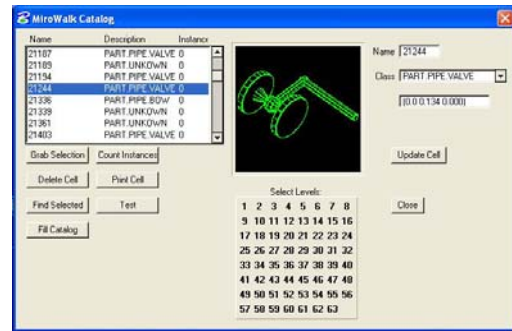 MiroWalk Catalog
Name Description Instance
21187 PART.PIPE.VALVE 0
21189 PART.UNKOWN 0
21194 PART.PIPE.VALVE 0
21244 PART.PIPE.VALVE 0
21336 PART.PIPE.BOW 0
21339 PART.UNKOWN 0
21361 PART.UNKOWN 0
21403 PART.PIPE.VALVE 0
Name 21244
Class PART.PIPE.VALVE
(0.0 0.134 0.000)
Grab Selection Count Instances
Update Cell
Delete Cell Print Cell
Find Selected Test
Fill Catalog
Select Levels:
1 2 3 4 5 6 7 8
9 10 11 12 13 14 15 16
17 18 19 20 21 22 23 24
25 26 27 28 29 30 31 32
33 34 35 36 37 38 39 40
41 42 43 44 45 46 47 48
49 50 51 52 53 54 55 56
57 58 59 60 61 62 63
Close